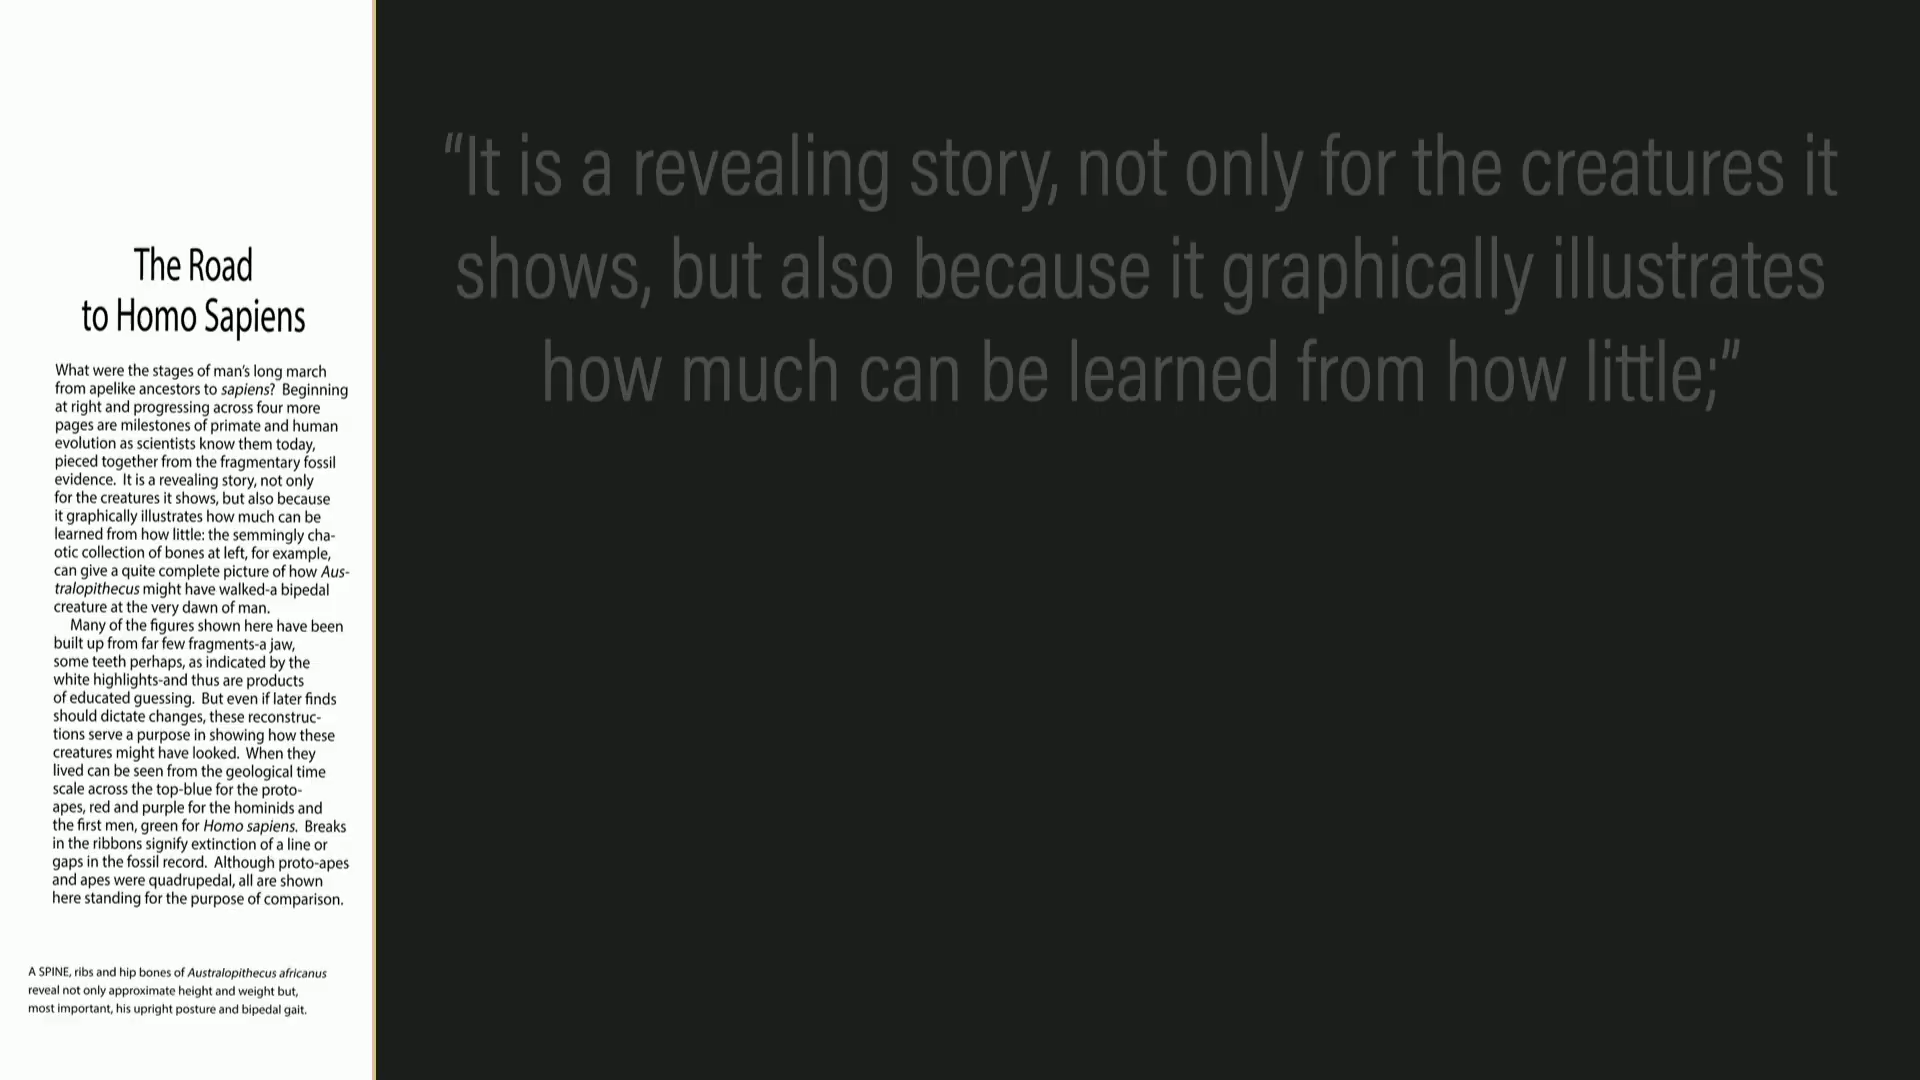 The Road
to Homo Sapiens
What were the stages of man’s long march
from apelike ancestors to sapiens? Beginning
at right and progressing across four more
pages are milestones of primate and human
evolution as scientists know them today,
pieced together from the fragmentary fossil
evidence. It is a revealing story, not only
for the creatures it shows, but also because
it graphically illustrates how much can be
learned from how little: the semmingly cha-
otic collection of bones at left, for example,
can give a quite complete picture of how Aus-
tralopithecus might have walked-a bipedal
creature at the very dawn of man.
Many of the figures shown here have been
built up from far few fragments-a jaw,
some teeth perhaps, as indicated by the
white highlights-and thus are products
of educated guessing. But even if later finds
should dictate changes, these reconstruc-
tions serve a purpose in showing how these
creatures might have looked. When they
lived can be seen from the geological time
scale across the top-blue for the proto-
apes, red and purple for the hominids and
the first men, green for Homo sapiens. Breaks
in the ribbons signify extinction of a line or
gaps in the fossil record. Although proto-apes
and apes were quadrupedal, all are shown
here standing for the purpose of comparison.
A SPINE, ribs and hip bones of Australopithecus africanus
reveal not only approximate height and weight but,
most important, his upright posture and bipedal gait.
“It is a revealing story, not only for the creatures it
shows, but also because it graphically illustrates
how much can be learned from how little;”